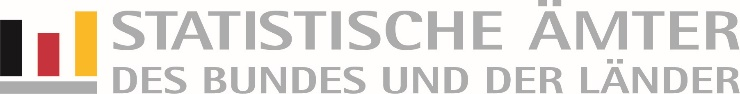 STATISTISCHE ÄMTER
DES BUNDES UND DER LÄNDER